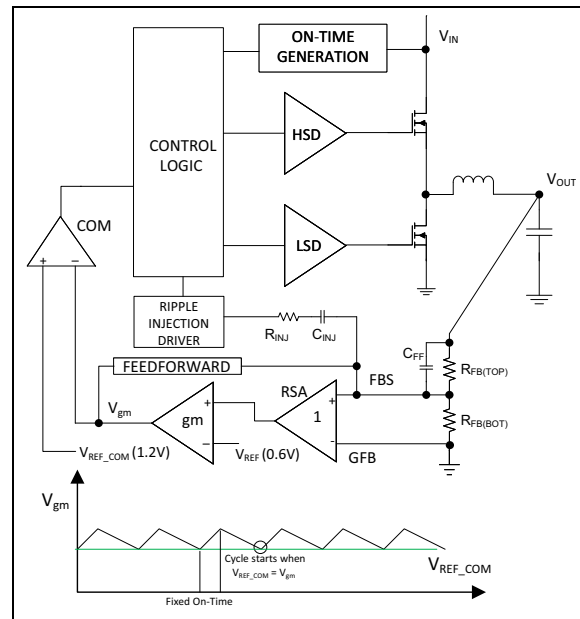 ON-TIME
GENERATION
V_IN
CONTROL
LOGIC
HSD
V_OUT
COM
LSD
+
−
RIPPLE
INJECTION
DRIVER
R_INJ
C_INJ
FEEDFORWARD
C_FF
R_FB(TOP)
V_gm
RSA
FBS
gm
+
−
1
+
-
R_FB(BOT)
V_REF_COM (1.2V)
V_REF (0.6V)
GFB
V_gm
Cycle starts when
V_REF_COM = V_gm
V_REF_COM
Fixed On-Time